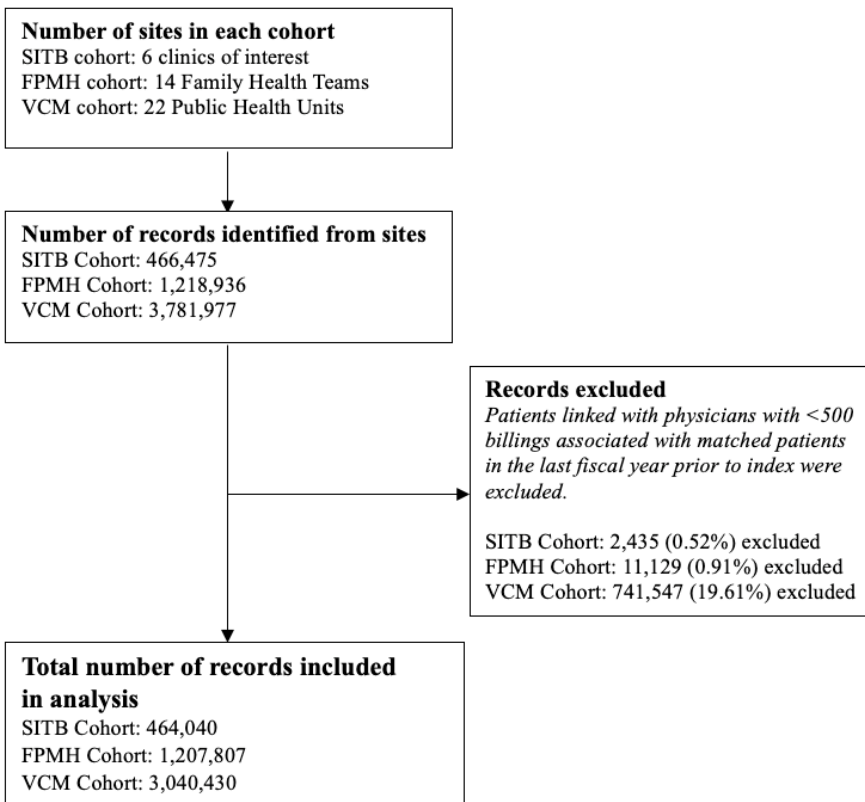 Number of sites in each cohort
SITB cohort: 6 clinics of interest
FPMH cohort: 14 Family Health Teams
VCM cohort: 22 Public Health Units
Number of records identified from sites
SITB Cohort: 466,475
FPMH Cohort: 1,218,936
VCM Cohort: 3,781,977
Records excluded
Patients linked with physicians with <500
billings associated with matched patients
in the last fiscal year prior to index were
excluded.
SITB Cohort: 2,435 (0.52%) excluded
FPMH Cohort: 11,129 (0.91%) excluded
VCM Cohort: 741,547 (19.61%) excluded
Total number of records included
in analysis
SITB Cohort: 464,040
FPMH Cohort: 1,207,807
VCM Cohort: 3,040,430